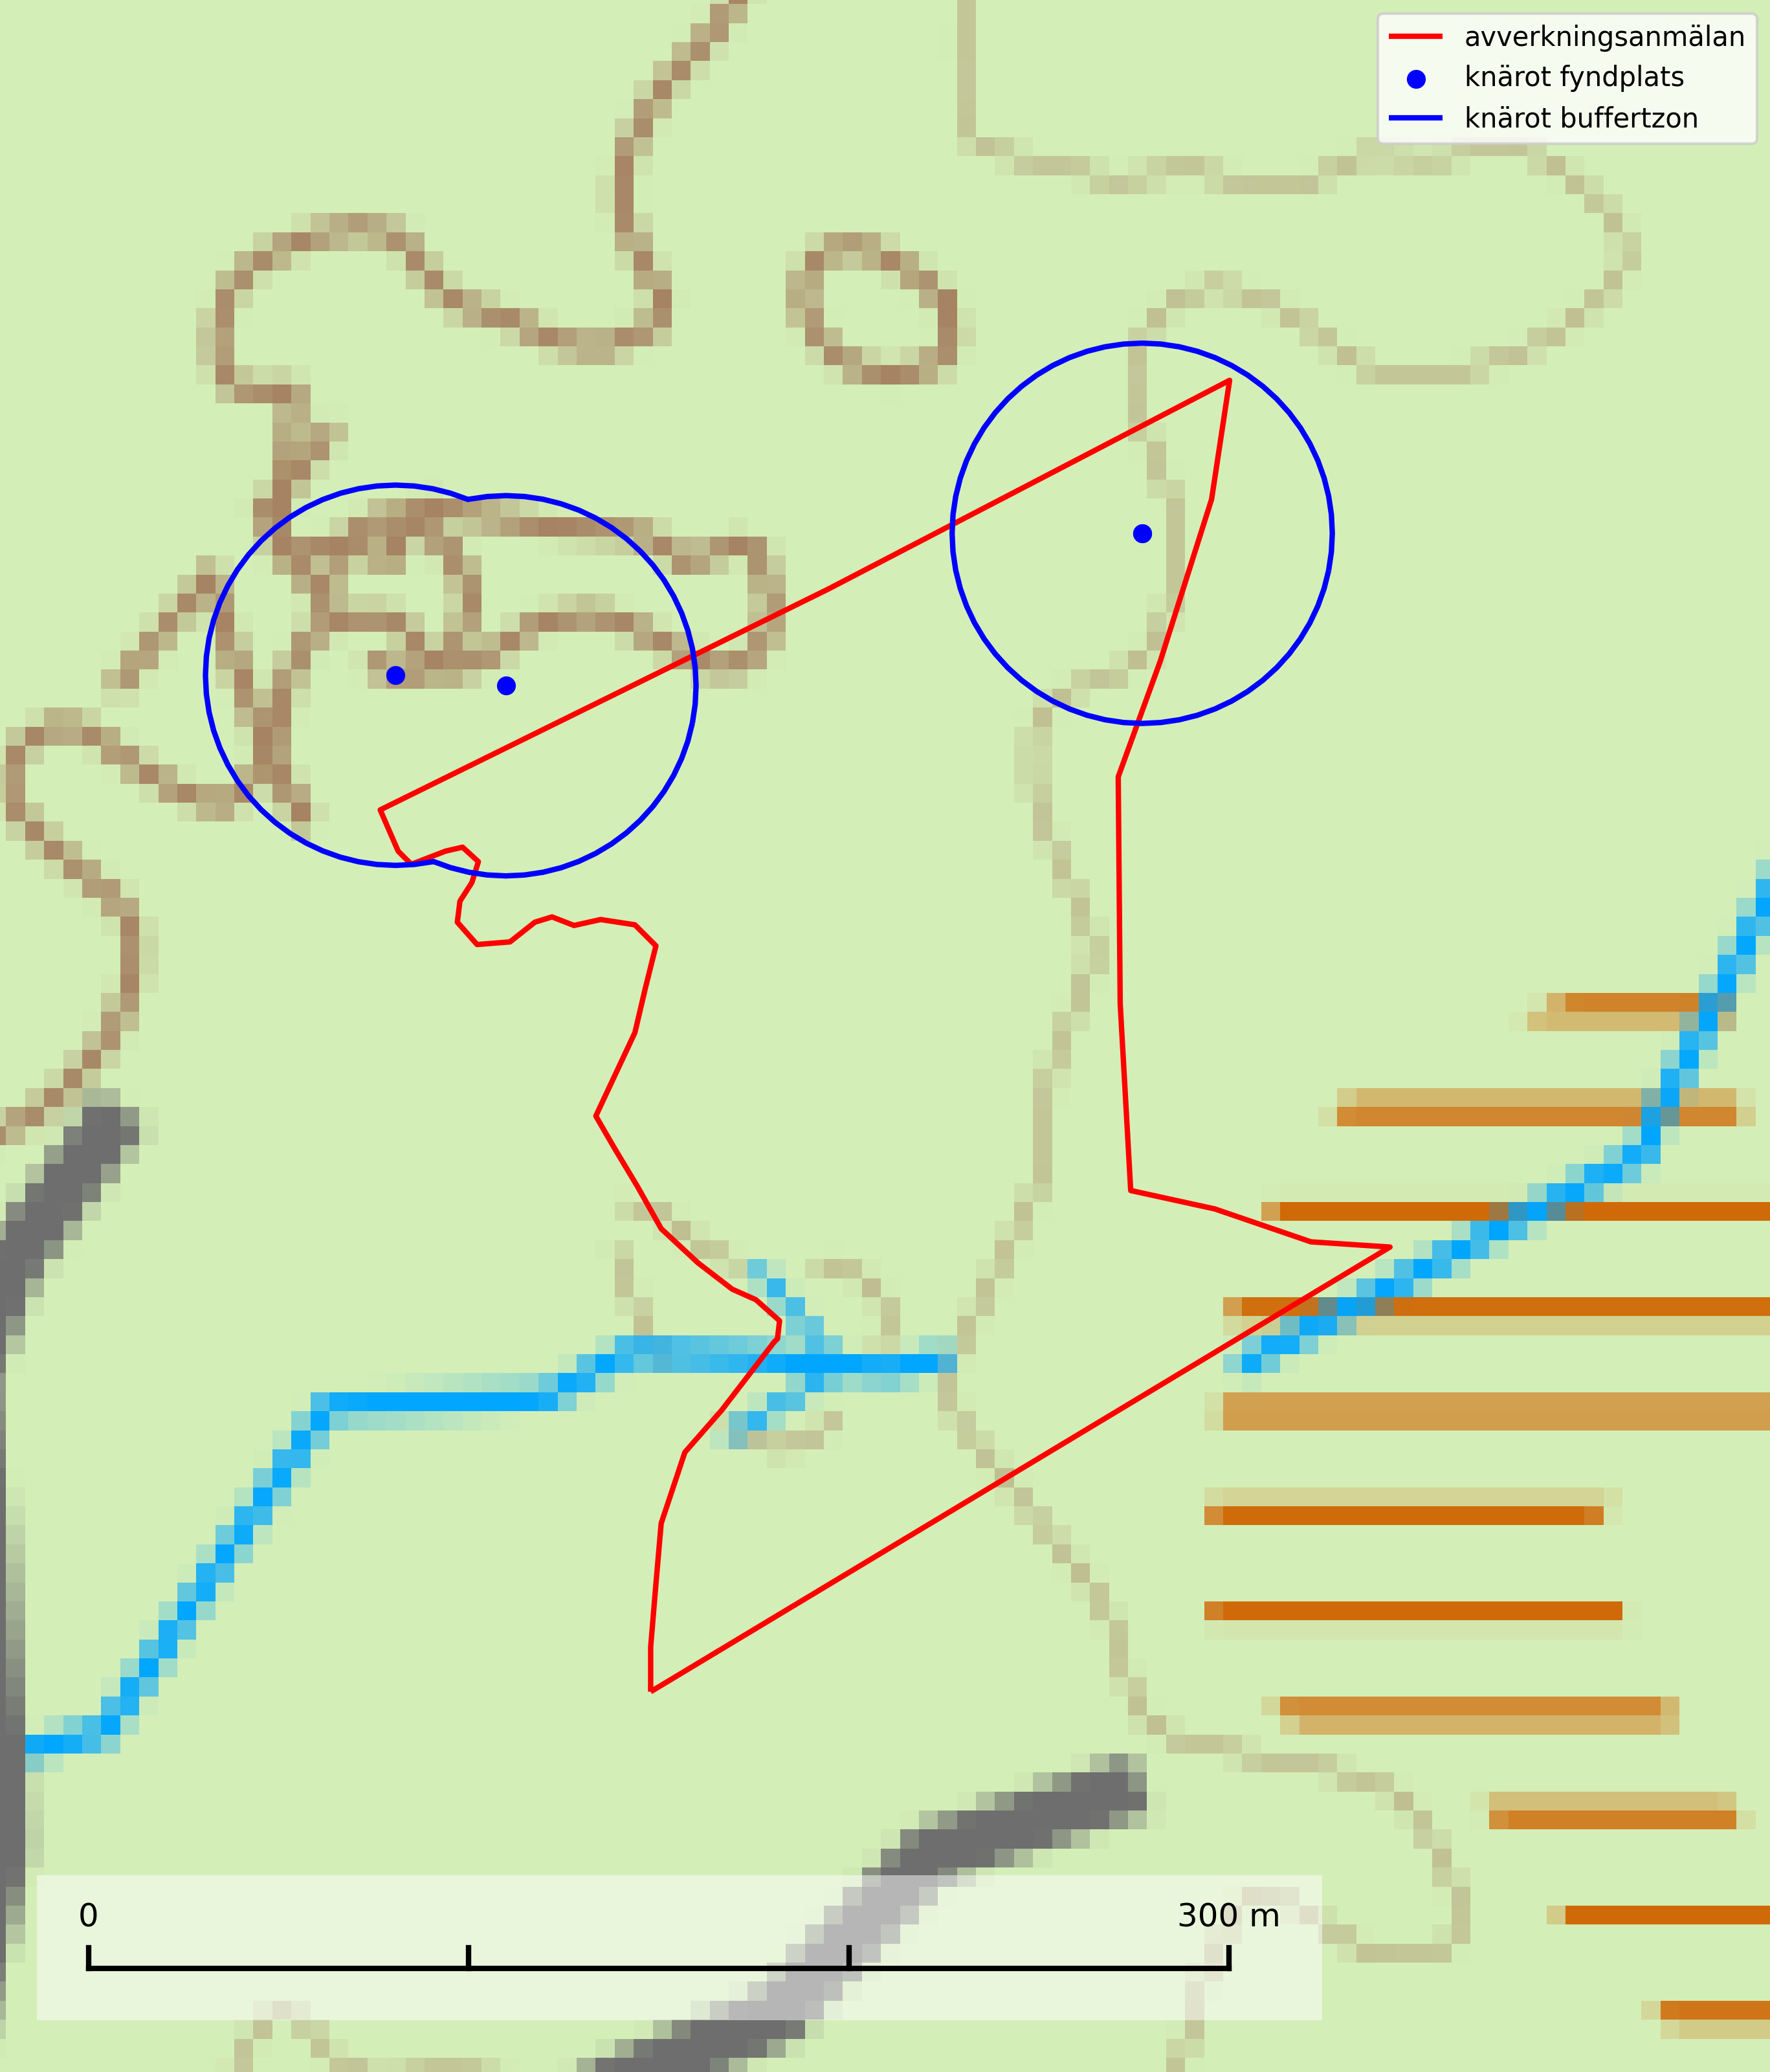 avverkningsanmälan
knärot fyndplats
knärot buffertzon
0 300 m